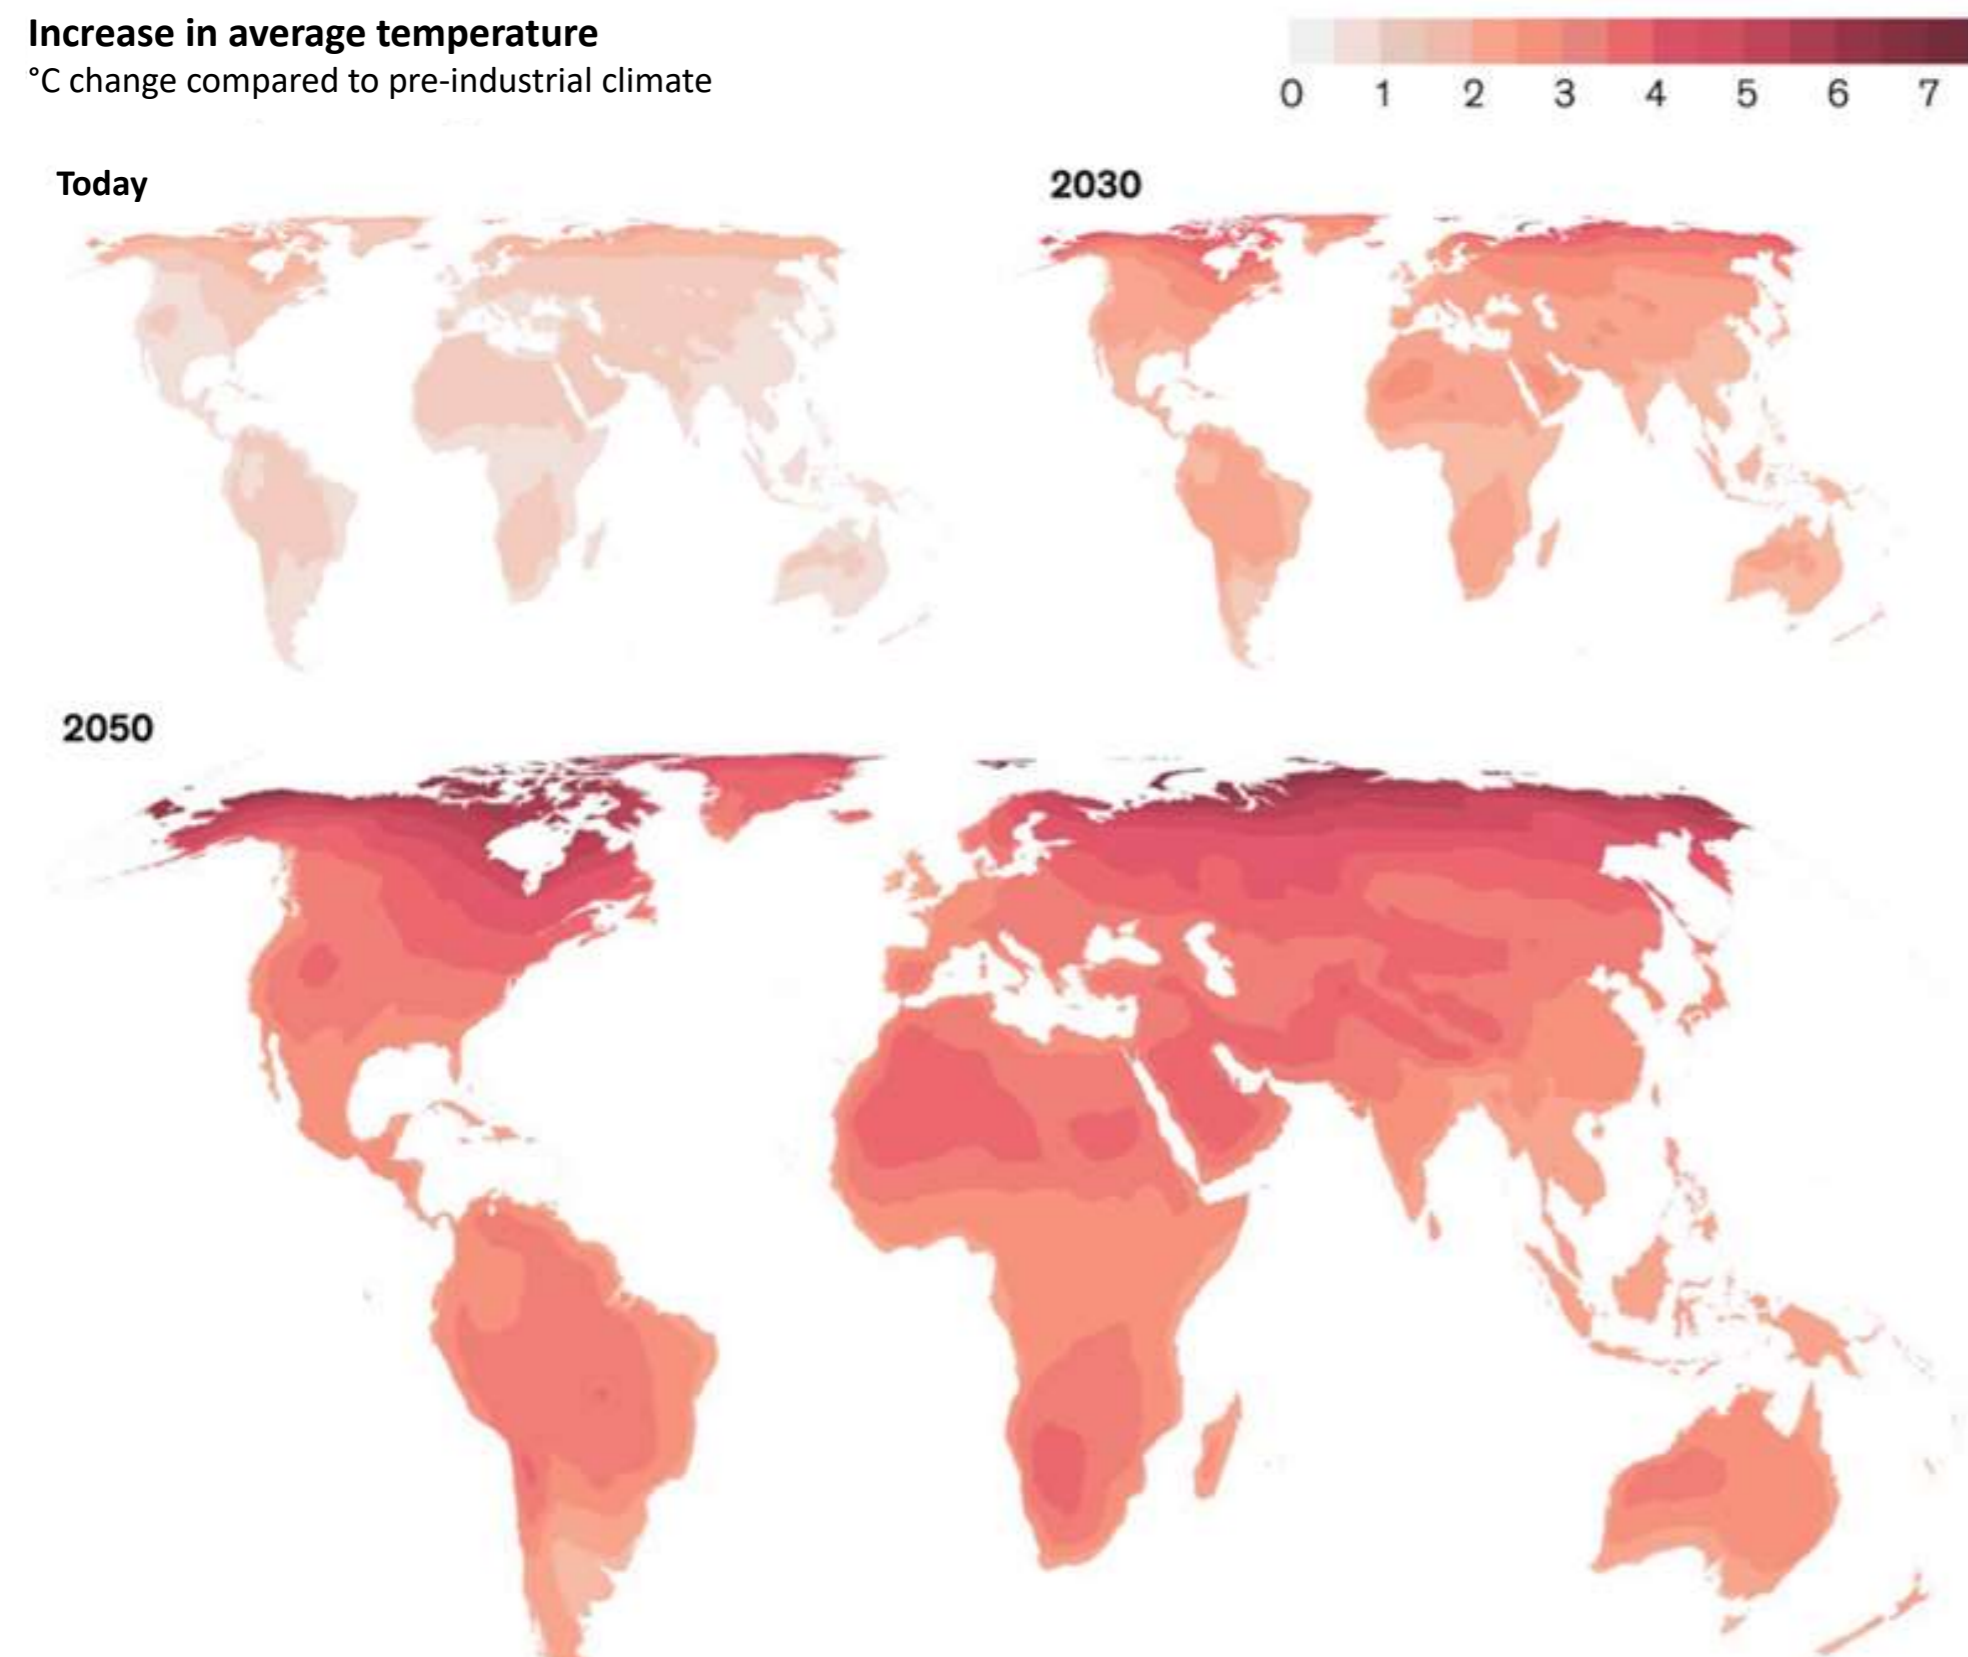 Increase in average temperature
°C change compared to pre-industrial climate
0 1 2 3 4 5 6 7
Today
2030
2050